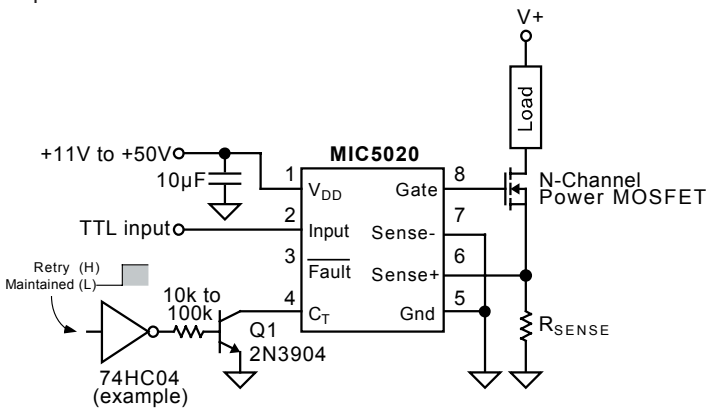 V+
Load
+11V to +50V
10µF
MIC5020
1
VDD
Gate
8
N-Channel
Power MOSFET
TTL input
2
Input
Sense-
7
3
Fault
Sense+
6
Retry (H)
Maintained (L)
10k to
100k
4
CT
Gnd
5
RSENSE
Q1
2N3904
74HC04
(example)